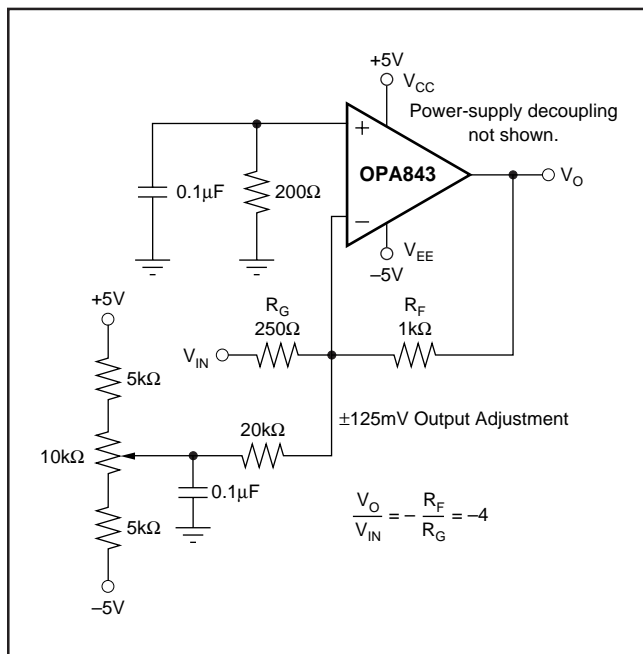 +5V
V_CC
Power-supply decoupling
not shown.
+
OPA843
−
V_O
0.1µF
200Ω
V_EE
–5V
+5V
R_G
250Ω
R_F
1kΩ
V_IN
5kΩ
20kΩ
±125mV Output Adjustment
10kΩ
0.1µF
5kΩ
–5V
V_O/V_IN = – R_F/R_G = –4